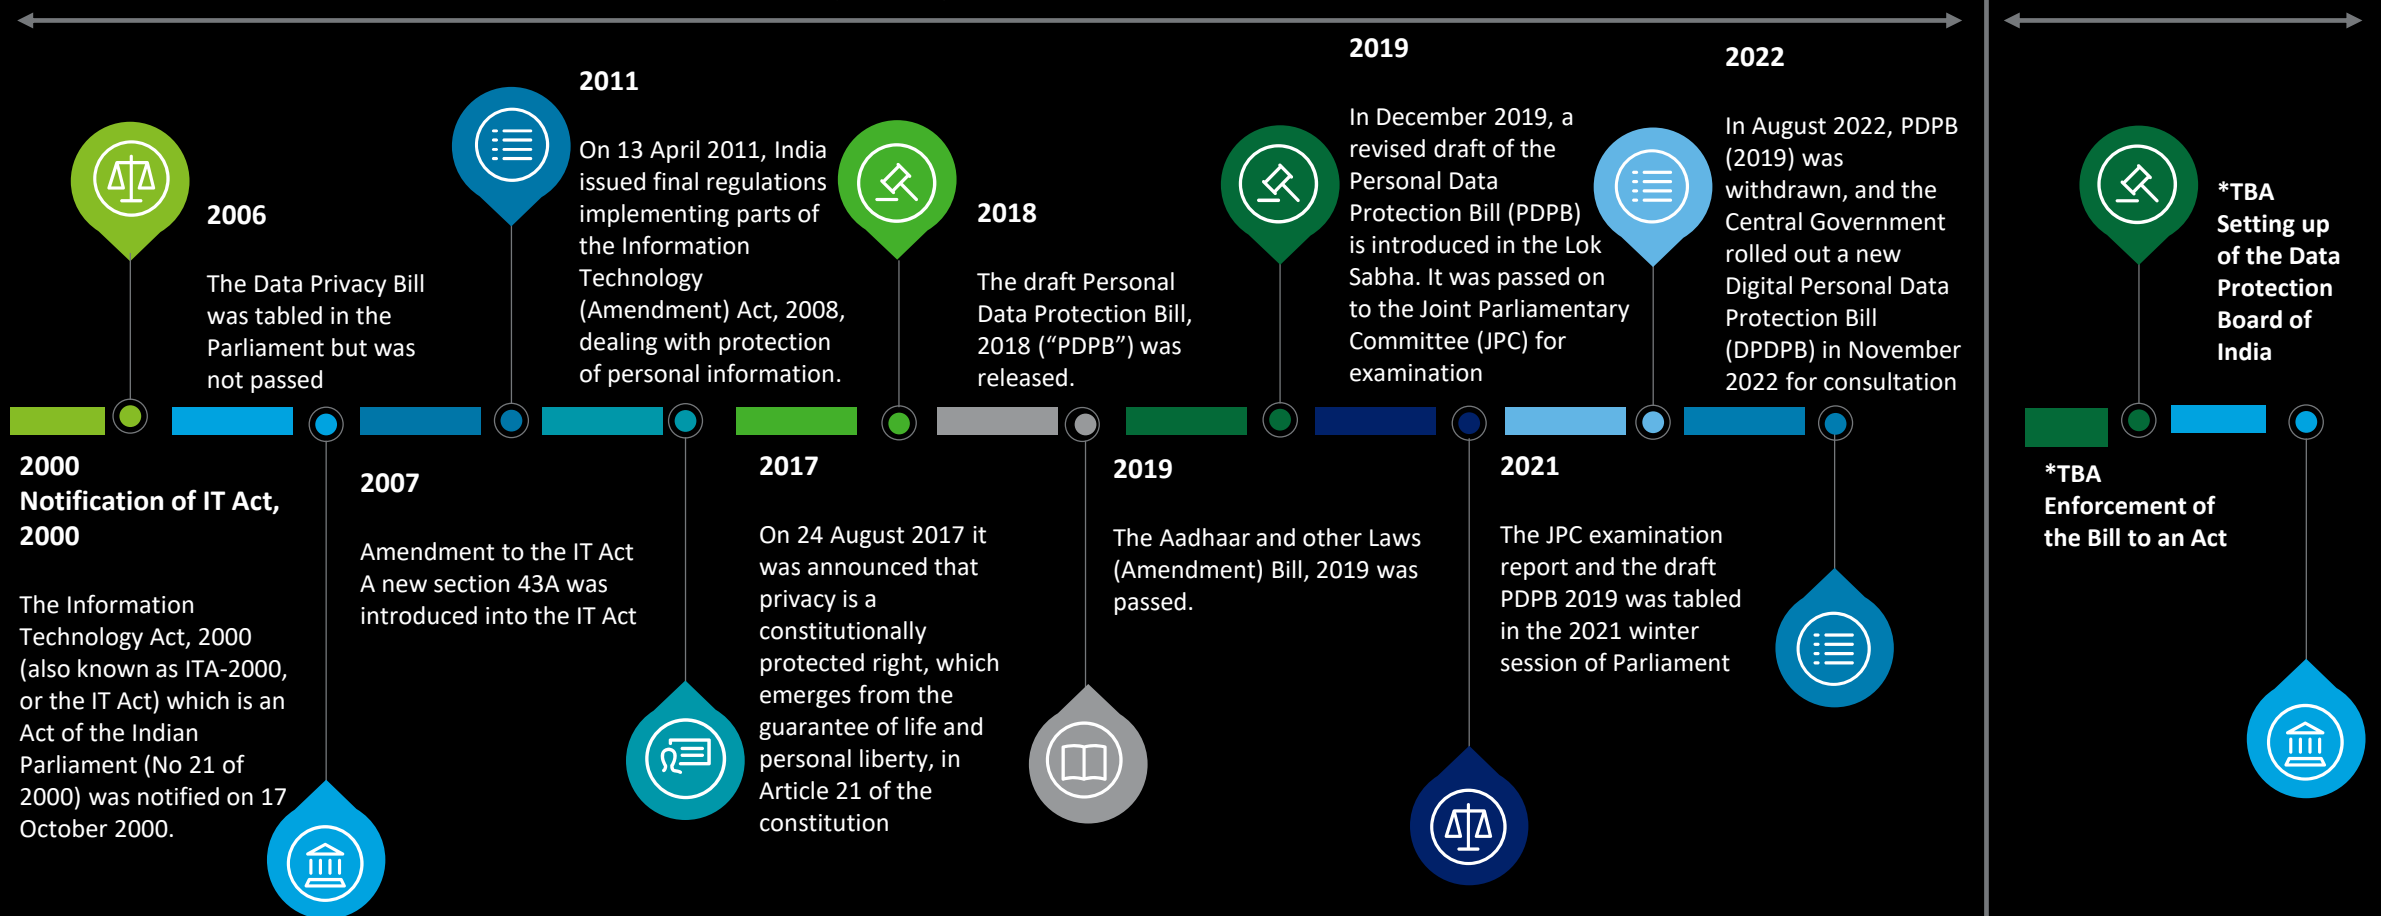 2000
Notification of IT Act,
2000
The Information
Technology Act, 2000
(also known as ITA-2000,
or the IT Act) which is an
Act of the Indian
Parliament (No 21 of
2000) was notified on 17
October 2000.
2006
The Data Privacy Bill
was tabled in the
Parliament but was
not passed
2007
Amendment to the IT Act
A new section 43A was
introduced into the IT Act
2011
On 13 April 2011, India
issued final regulations
implementing parts of
the Information
Technology
(Amendment) Act, 2008,
dealing with protection
of personal information.
2017
On 24 August 2017 it
was announced that
privacy is a
constitutionally
protected right, which
emerges from the
guarantee of life and
personal liberty, in
Article 21 of the
constitution
2018
The draft Personal
Data Protection Bill,
2018 (“PDPB”) was
released.
2019
The Aadhaar and other Laws
(Amendment) Bill, 2019 was
passed.
2019
In December 2019, a
revised draft of the
Personal Data
Protection Bill (PDPB)
is introduced in the Lok
Sabha. It was passed on
to the Joint Parliamentary
Committee (JPC) for
examination
2021
The JPC examination
report and the draft
PDPB 2019 was tabled
in the 2021 winter
session of Parliament
2022
In August 2022, PDPB
(2019) was
withdrawn, and the
Central Government
rolled out a new
Digital Personal Data
Protection Bill
(DPDPB) in November
2022 for consultation
*TBA
Enforcement of
the Bill to an Act
*TBA
Setting up
of the Data
Protection
Board of
India